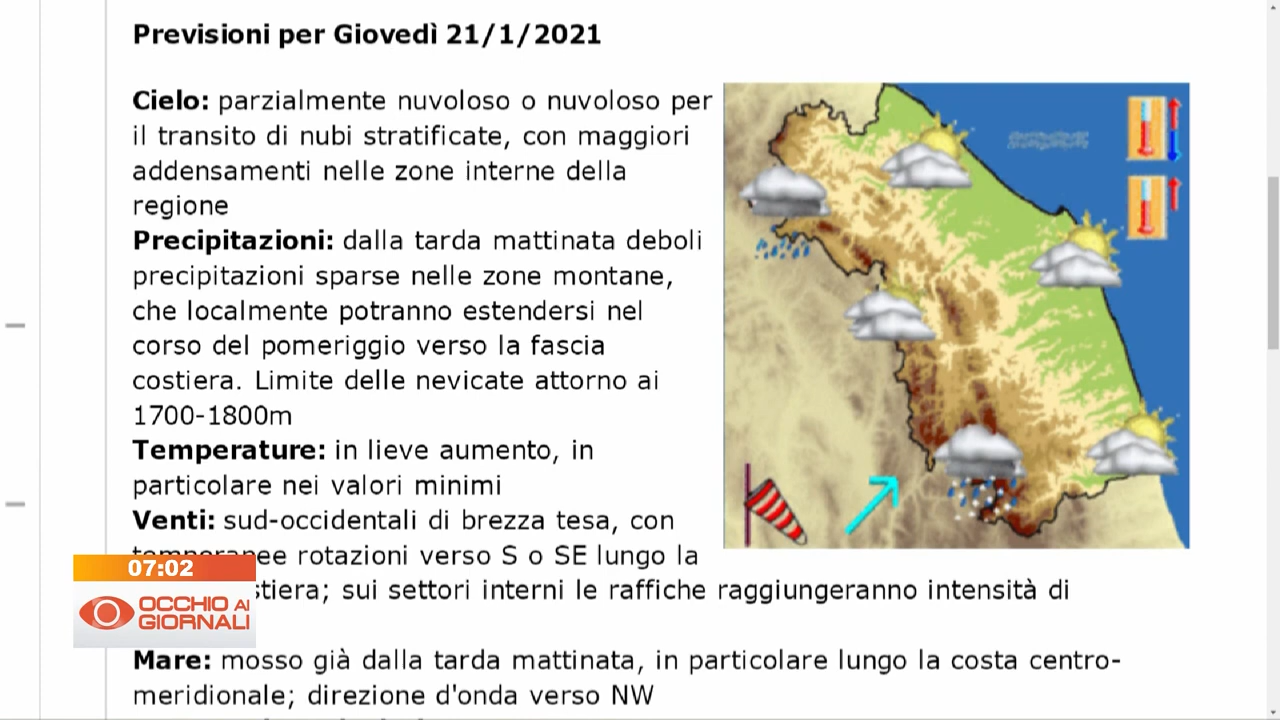 Previsioni per Giovedì 21/1/2021
Cielo: parzialmente nuvoloso o nuvoloso per
il transito di nubi stratificate, con maggiori
addensamenti nelle zone interne della
regione
Precipitazioni: dalla tarda mattinata deboli
precipitazioni sparse nelle zone montane,
che localmente potranno estendersi nel
corso del pomeriggio verso la fascia
costiera. Limite delle nevicate attorno ai
1700-1800m
Temperature: in lieve aumento, in
particolare nei valori minimi
Venti: sud-occidentali di brezza tesa, con
temporanee rotazioni verso S o SE lungo la
stiera; sui settori interni le raffiche raggiungeranno intensità di
07:02
OCCHIO AI
GIORNALI
Mare: mosso già dalla tarda mattinata, in particolare lungo la costa centro-
meridionale; direzione d'onda verso NW